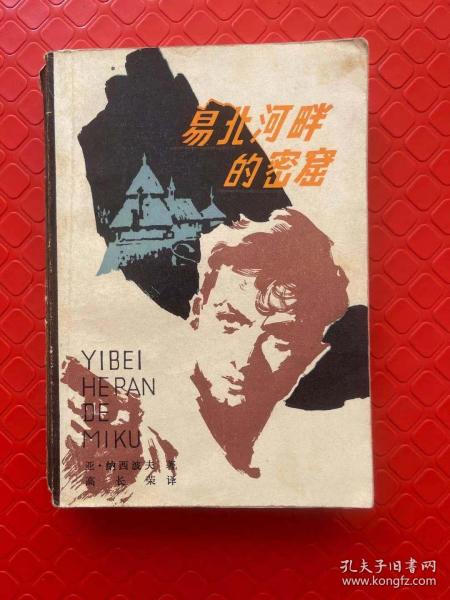 易北河畔
的密窟
YIBEI
HEPAN
DE
MIKU
亚·纳西波夫 著
高长荣 译
孔夫子旧书网
www.kongfz.com